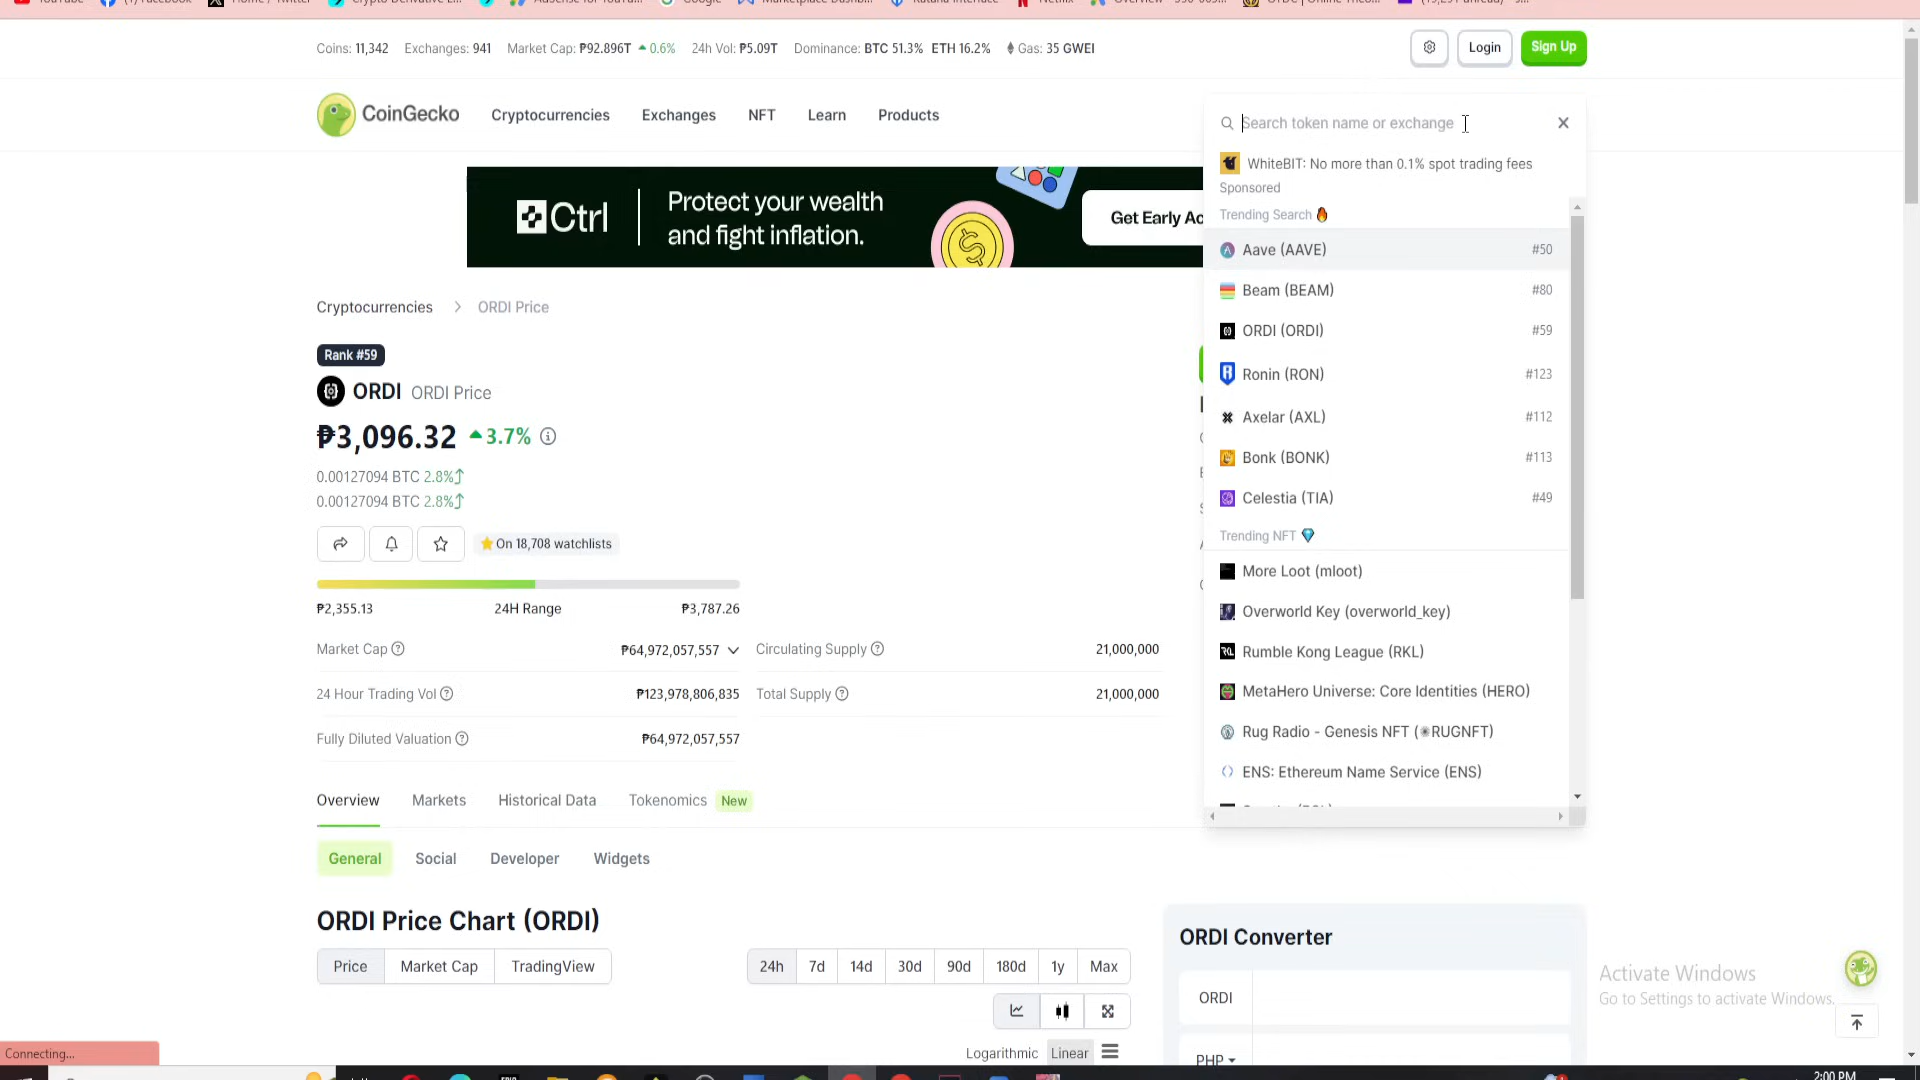 Coins: 11,342 Exchanges: 941 Market Cap: ₱92.896T 0.6% 24h Vol: ₱5.09T Dominance: BTC 51.3% ETH 16.2% Gas: 35 GWEI
Login
Sign Up
CoinGecko
Cryptocurrencies
Exchanges
NFT
Learn
Products
Search token name or exchange
WhiteBIT: No more than 0.1% spot trading fees
Sponsored
Trending Search
Aave (AAVE) #50
Beam (BEAM) #80
ORDI (ORDI) #59
Ronin (RON) #123
Axelar (AXL) #112
Bonk (BONK) #113
Celestia (TIA) #49
Trending NFT
More Loot (mloot)
Overworld Key (overworld_key)
Rumble Kong League (RKL)
MetaHero Universe: Core Identities (HERO)
Rug Radio - Genesis NFT (✺RUGNFT)
ENS: Ethereum Name Service (ENS)
Ctrl
Protect your wealth
and fight inflation.
Get Early Ac
Cryptocurrencies
ORDI Price
Rank #59
ORDI ORDI Price
₱3,096.32 3.7%
0.00127094 BTC 2.8%
0.00127094 BTC 2.8%
On 18,708 watchlists
₱2,355.13 24H Range ₱3,787.26
Market Cap ₱64,972,057,557
Circulating Supply 21,000,000
24 Hour Trading Vol ₱123,978,806,835
Total Supply 21,000,000
Fully Diluted Valuation ₱64,972,057,557
Overview
Markets
Historical Data
Tokenomics New
General
Social
Developer
Widgets
ORDI Price Chart (ORDI)
Price
Market Cap
TradingView
24h 7d 14d 30d 90d 180d 1y Max
Logarithmic Linear
ORDI Converter
ORDI
PHP
Activate Windows
Go to Settings to activate Windows.
Connecting...
2:00 PM